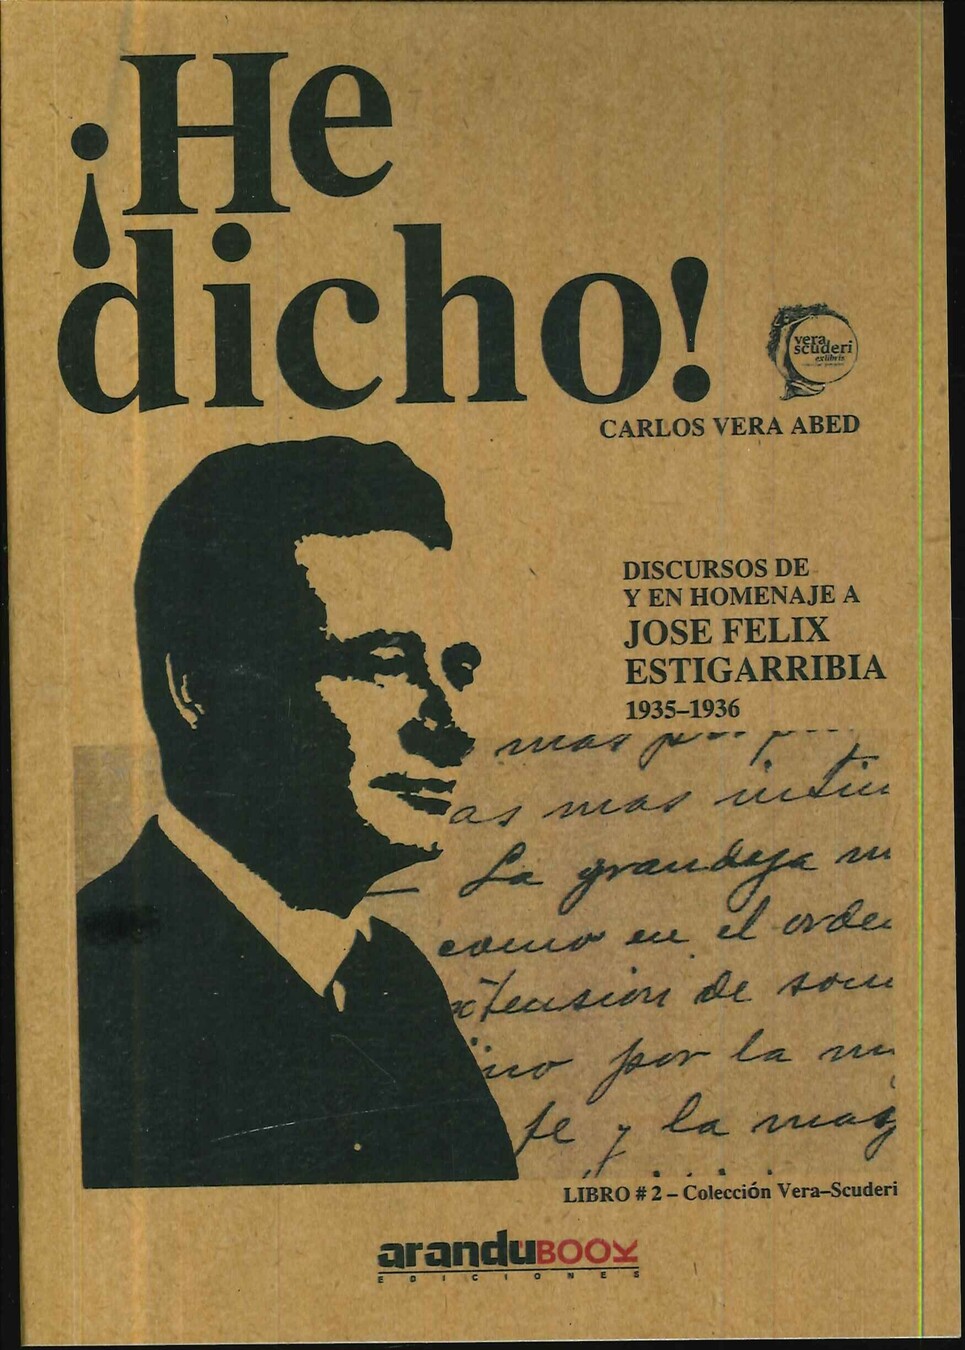 ¡He
dicho!
vera
scuderi
exlibris
CARLOS VERA ABED
DISCURSOS DE
Y EN HOMENAJE A
JOSE FELIX
ESTIGARRIBIA
1935–1936
mas
as mas
La grandeza
como en el orden
de
por la
fe y la
LIBRO # 2 – Colección Vera–Scuderi
aranduBOOK
EDICIONES